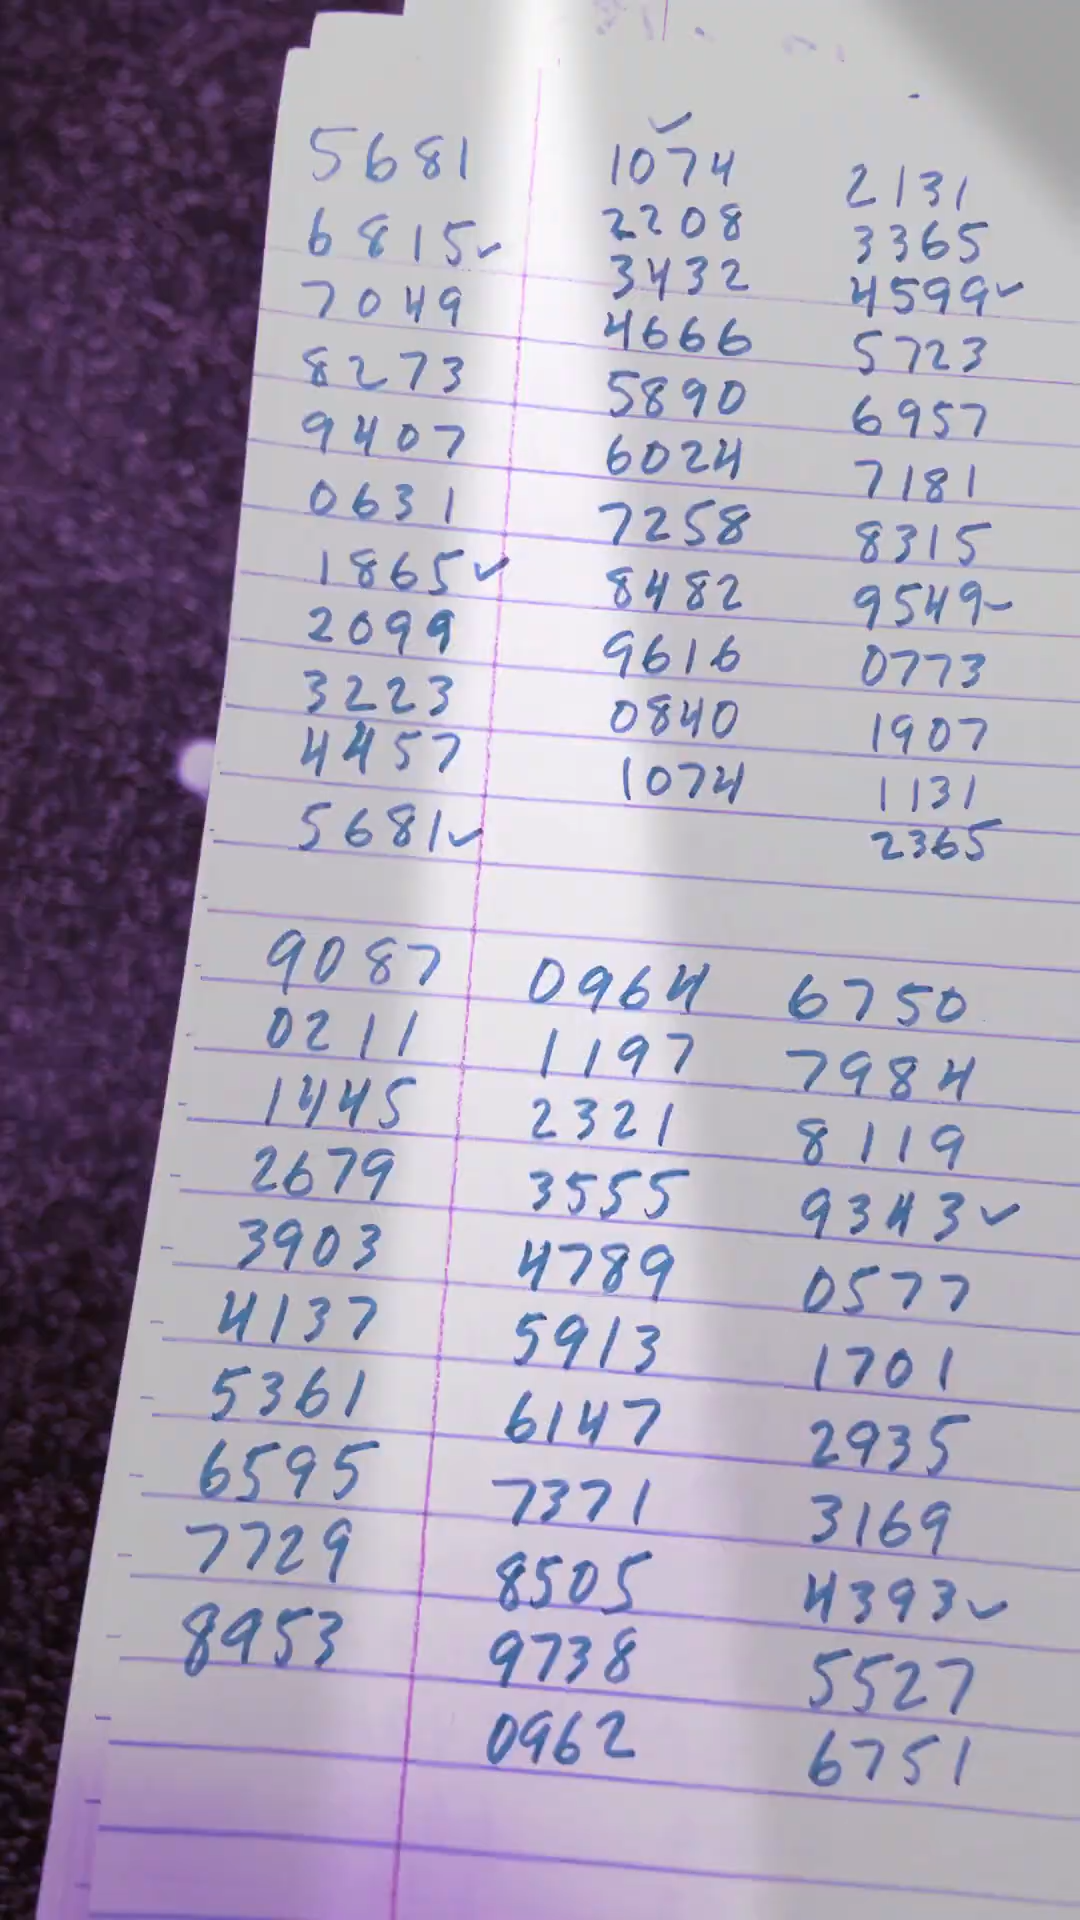 5681 1074 2131
6815✓ 2208 3365
7049 3432 4599✓
8273 4666 5723
9407 5890 6957
0631 6024 7181
1865✓ 7258 8315
2099 8482 9549✓
3223 9616 0773
4457 0840 1907
5681✓ 1074 1131
2365
9087 0964 6750
0211 1197 7984
1445 2321 8119
2679 3555 9343✓
3903 4789 0577
4137 5913 1701
5361 6147 2935
6595 7371 3169
7729 8505 4393✓
8953 9738 5527
0962 6751